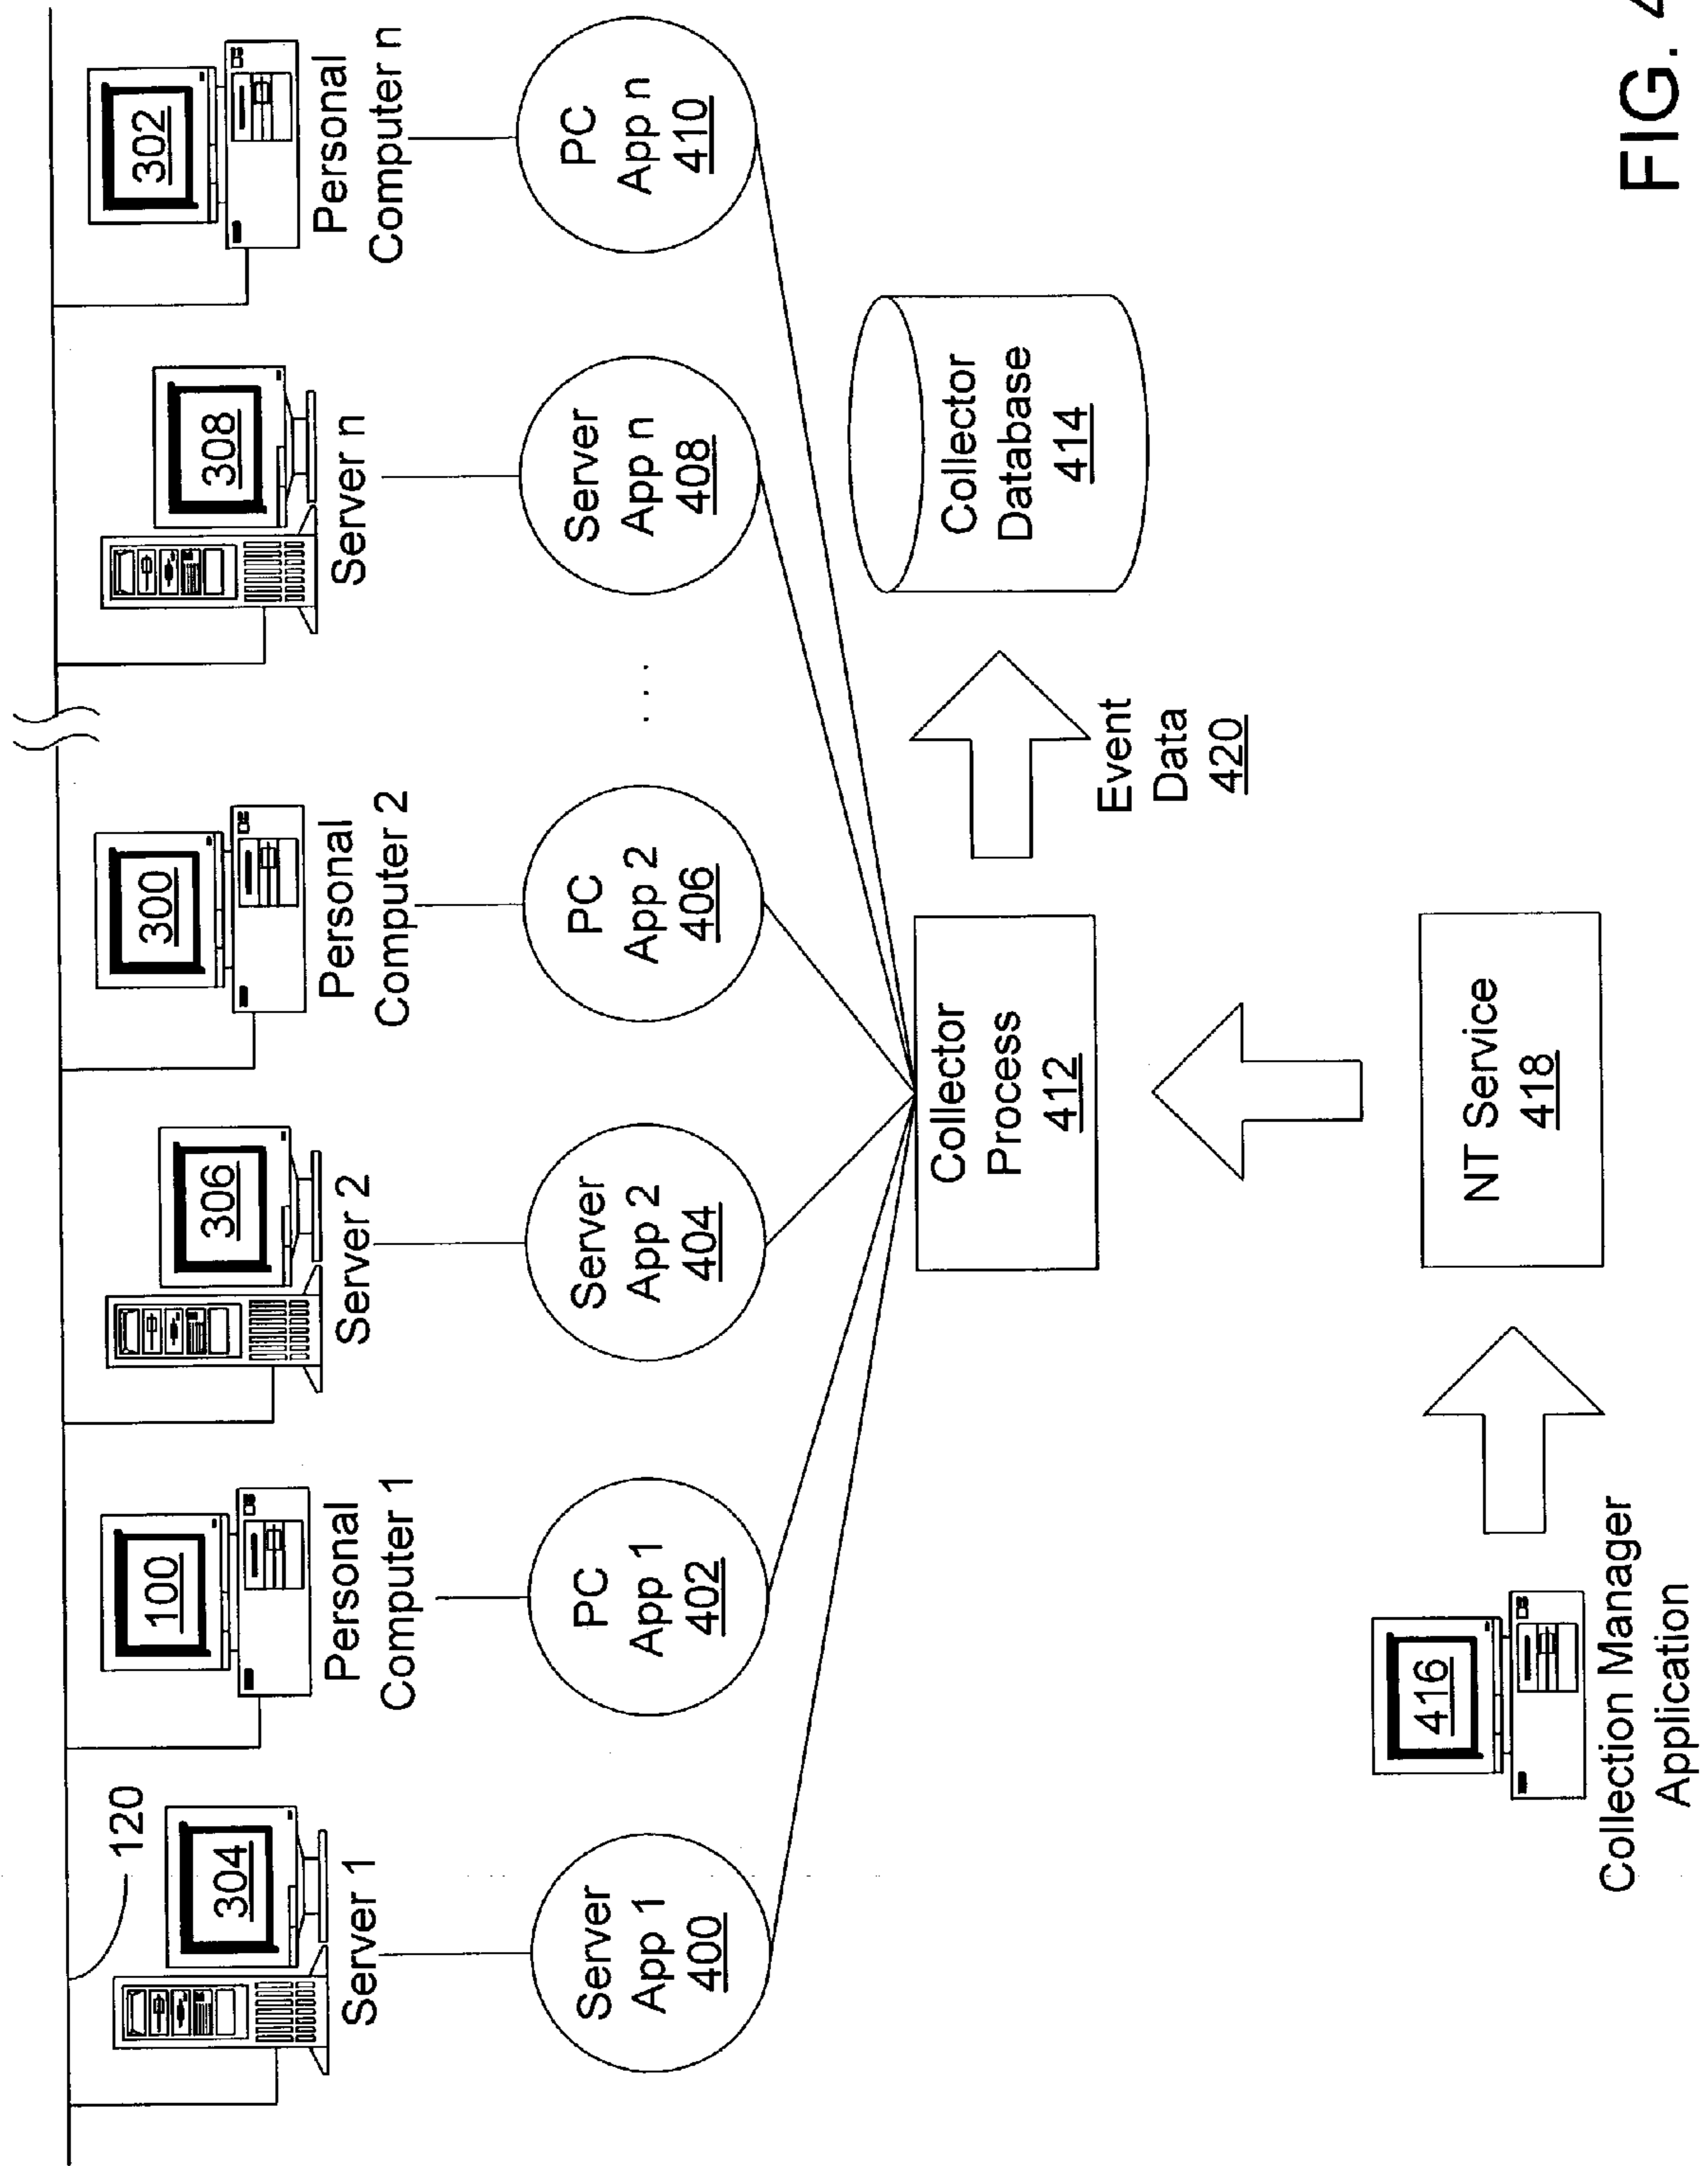 120
304
Server 1
100
Personal
Computer 1
306
Server 2
300
Personal
Computer 2
308
Server n
302
Personal
Computer n
Server
App 1
400
PC
App 1
402
Server
App 2
404
PC
App 2
406
. . .
Server
App n
408
PC
App n
410
Collector
Process
412
Event
Data
420
Collector
Database
414
416
Collection Manager
Application
NT Service
418
FIG. 4